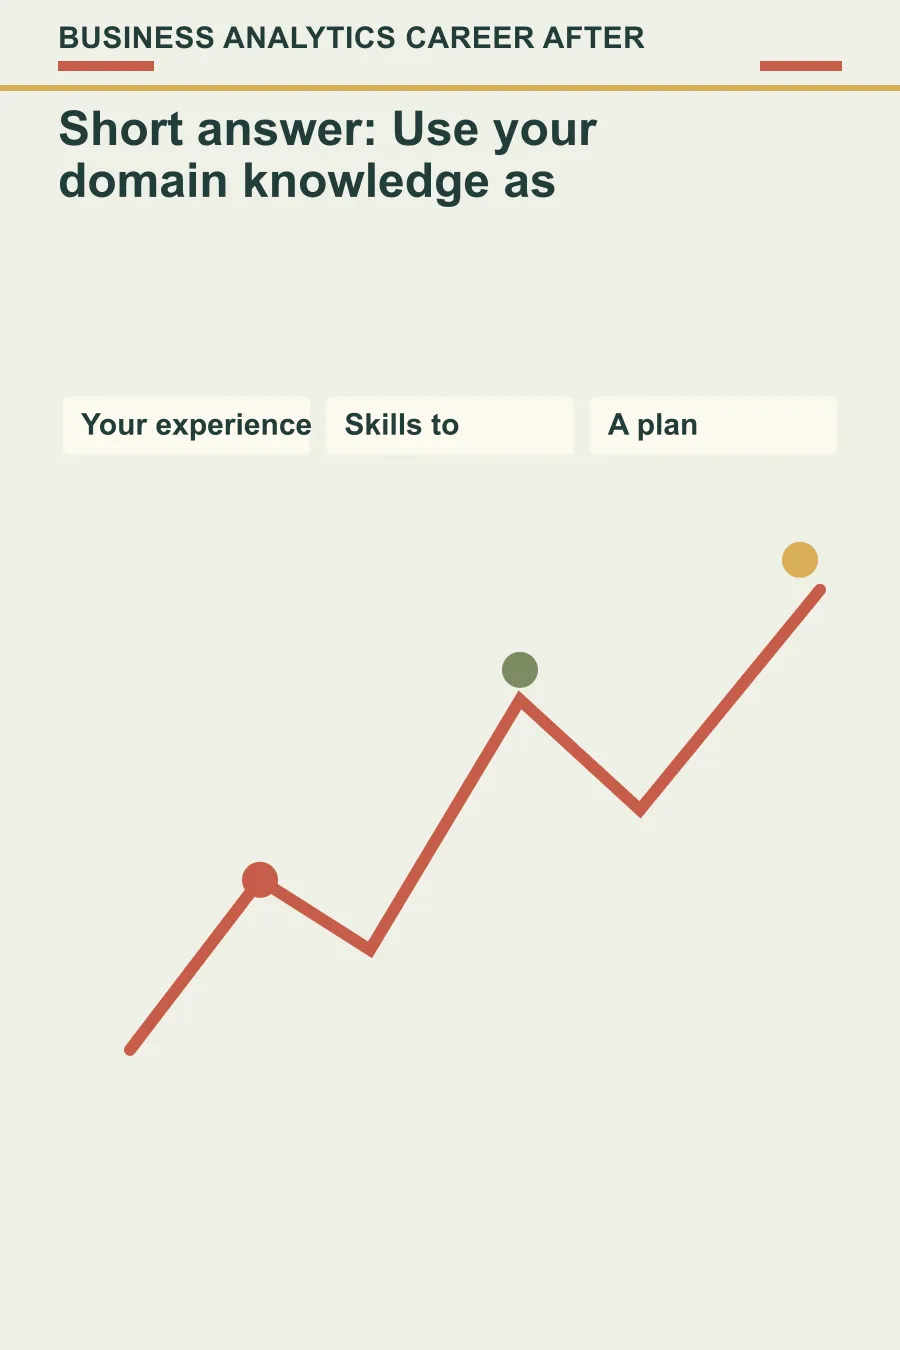 BUSINESS ANALYTICS CAREER AFTER
Short answer: Use your
domain knowledge as
Your experience
Skills to
A plan